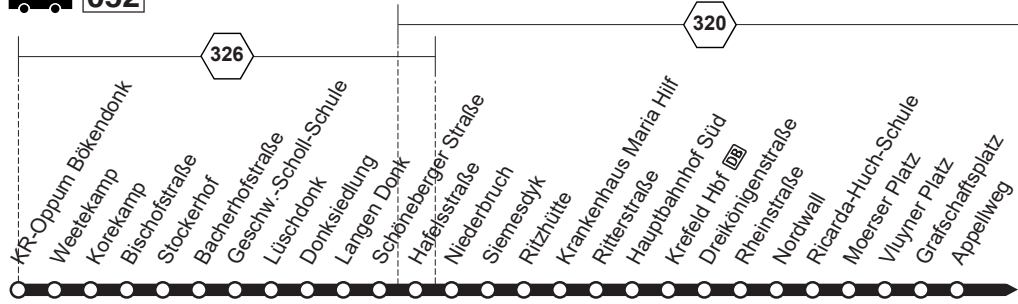 052
320
326
KR-Oppum Bökendonk
Weetekamp
Korekamp
Bischofstraße
Stockerhof
Bacherhofstraße
Geschw.-Scholl-Schule
Lüschdonk
Donksiedlung
Langen Donk
Schöneberger Straße
Hafelsstraße
Niederbruch
Siemesdyk
Ritzhütte
Krankenhaus Maria Hilf
Ritterstraße
Hauptbahnhof Süd
Krefeld Hbf DB
Dreikönigenstraße
Rheinstraße
Nordwall
Ricarda-Huch-Schule
Moerser Platz
Vluyner Platz
Grafschaftsplatz
Appellweg